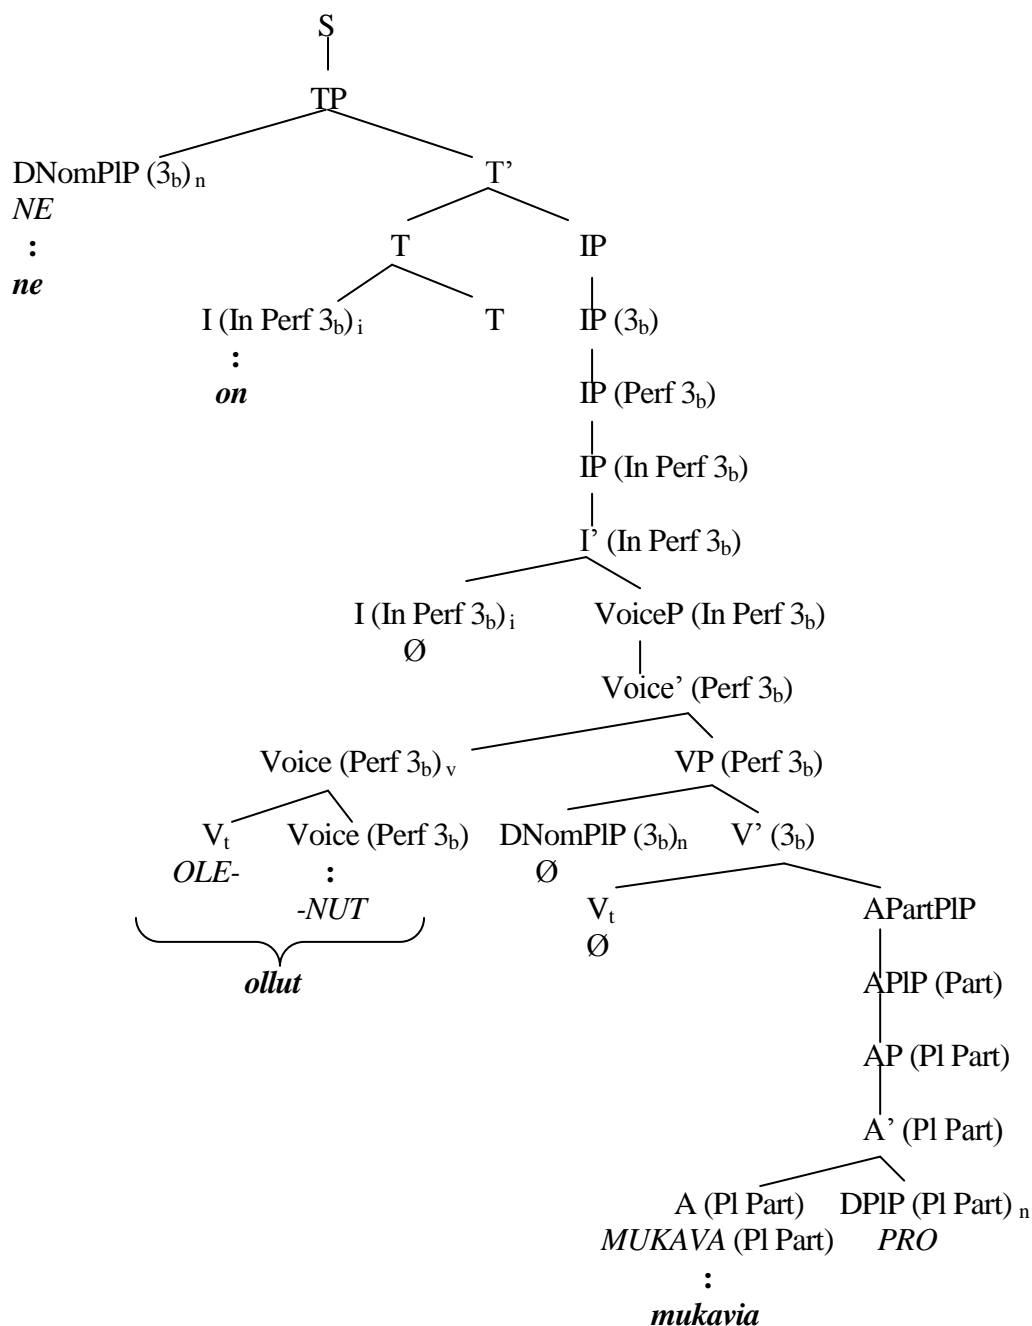 S
TP
DNomPlP (3b) n T’
NE
T IP
:
ne
I (In Perf 3b) i T IP (3b)
:
on IP (Perf 3b)
IP (In Perf 3b)
I’ (In Perf 3b)
I (In Perf 3b) i VoiceP (In Perf 3b)
Ø
Voice’ (Perf 3b)
Voice (Perf 3b) v VP (Perf 3b)
Vt Voice (Perf 3b) DNomPlP (3b)n V’ (3b)
OLE- : Ø
-NUT Vt APartPlP
Ø
ollut APlP (Part)
AP (Pl Part)
A’ (Pl Part)
A (Pl Part) DPlP (Pl Part) n
MUKAVA (Pl Part) PRO
:
mukavia